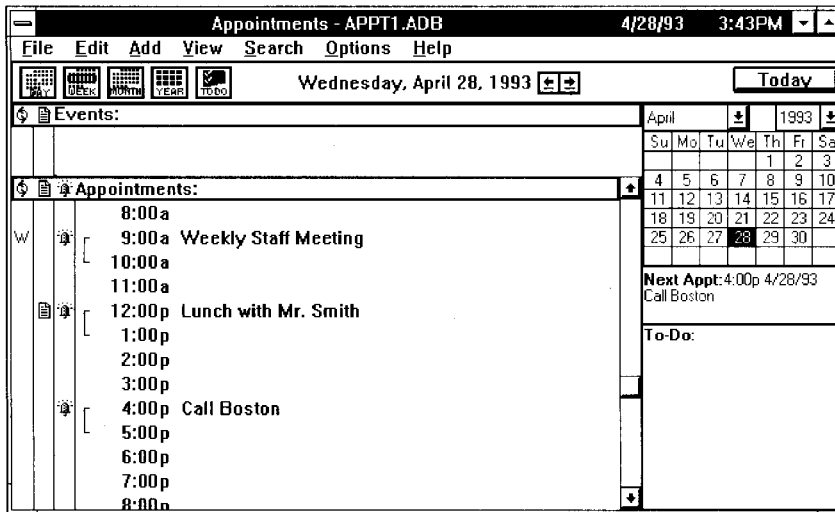 Appointments - APPT1.ADB 4/28/93 3:43PM
File Edit Add View Search Options Help
DAY WEEK MONTH YEAR TODO Wednesday, April 28, 1993 Today
Events:
Appointments:
8:00a
W 9:00a Weekly Staff Meeting
10:00a
11:00a
12:00p Lunch with Mr. Smith
1:00p
2:00p
3:00p
4:00p Call Boston
5:00p
6:00p
7:00p
8:00p
April 1993
Su Mo Tu We Th Fr Sa
1 2 3
4 5 6 7 8 9 10
11 12 13 14 15 16 17
18 19 20 21 22 23 24
25 26 27 28 29 30
Next Appt:4:00p 4/28/93
Call Boston
To-Do: